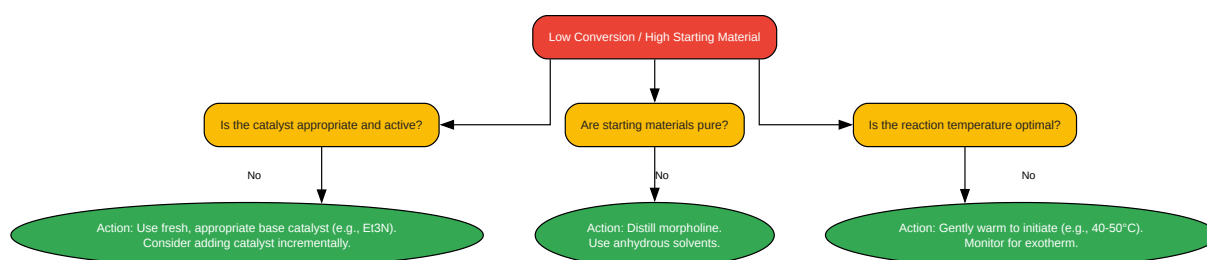 Low Conversion / High Starting Material
Is the catalyst appropriate and active?
Are starting materials pure?
Is the reaction temperature optimal?
No
No
No
Action: Use fresh, appropriate base catalyst (e.g., Et3N).
Consider adding catalyst incrementally.
Action: Distill morpholine.
Use anhydrous solvents.
Action: Gently warm to initiate (e.g., 40-50°C).
Monitor for exotherm.